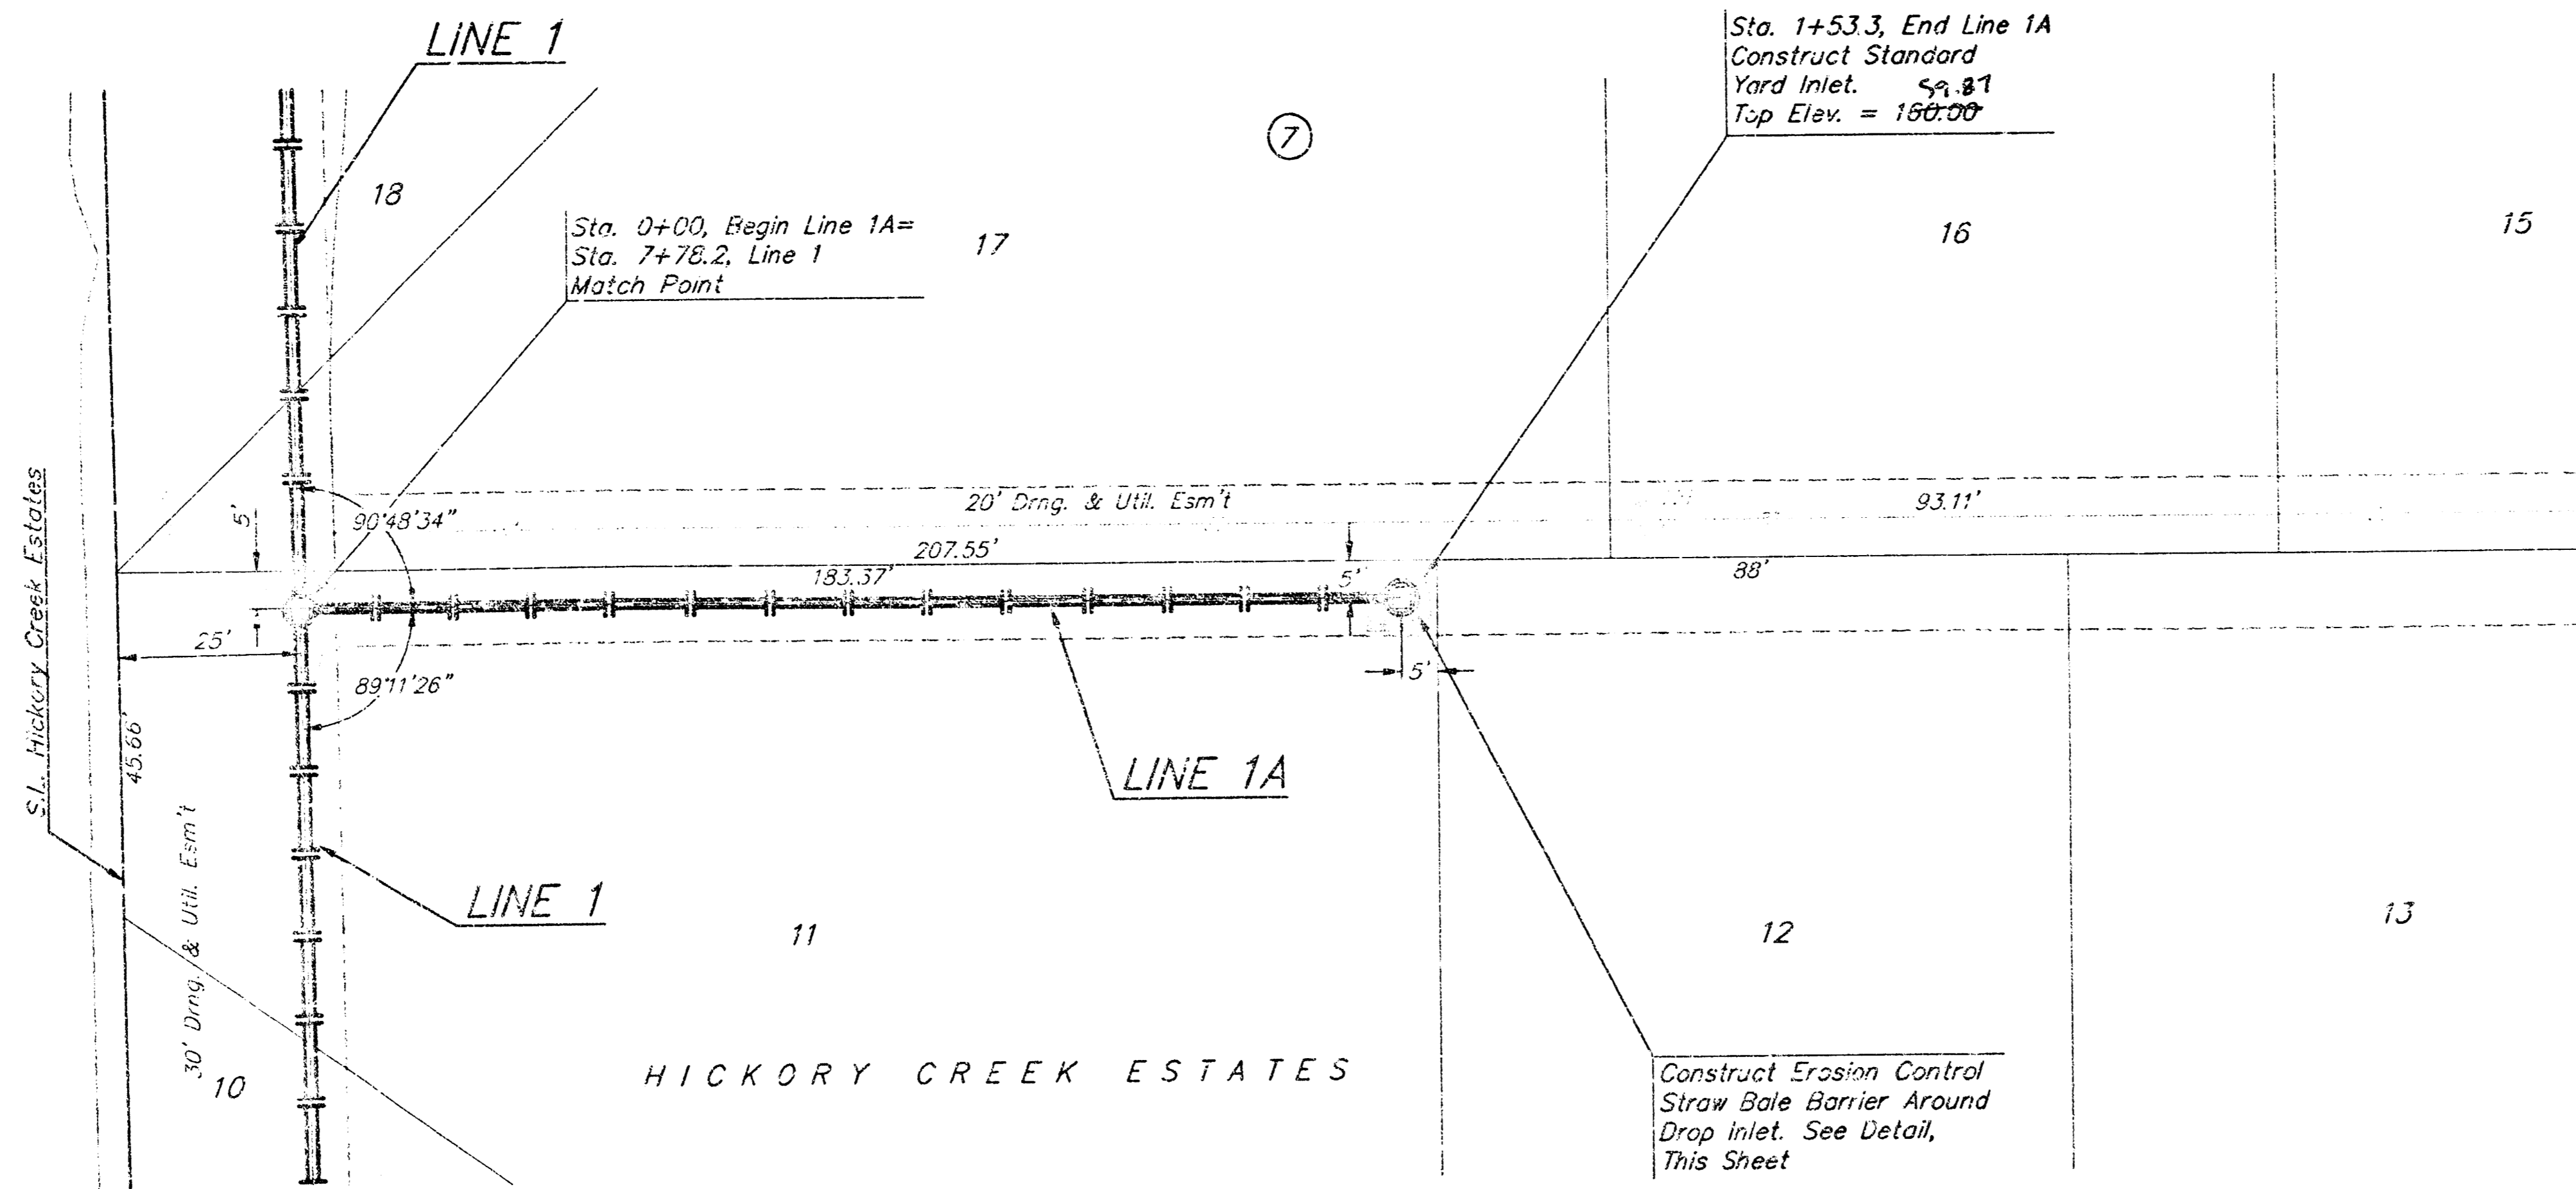 LINE 1
Sta. 1+53.3, End Line 1A
Construct Standard
Yard Inlet.
59.87
Top Elev. = 160.00
7
18
Sta. 0+00, Begin Line 1A=
Sta. 7+78.2, Line 1
Match Point
17
16
15
S.L. Hickory Creek Estates
5'
90°48'34"
20' Drng. & Util. Esm't
93.11'
207.55'
183.37'
5'
88'
25'
89°11'26"
5'
45.66'
LINE 1A
30' Drng. & Util. Esm't
LINE 1
11
12
13
10
HICKORY CREEK ESTATES
Construct Erosion Control
Straw Bale Barrier Around
Drop Inlet. See Detail,
This Sheet